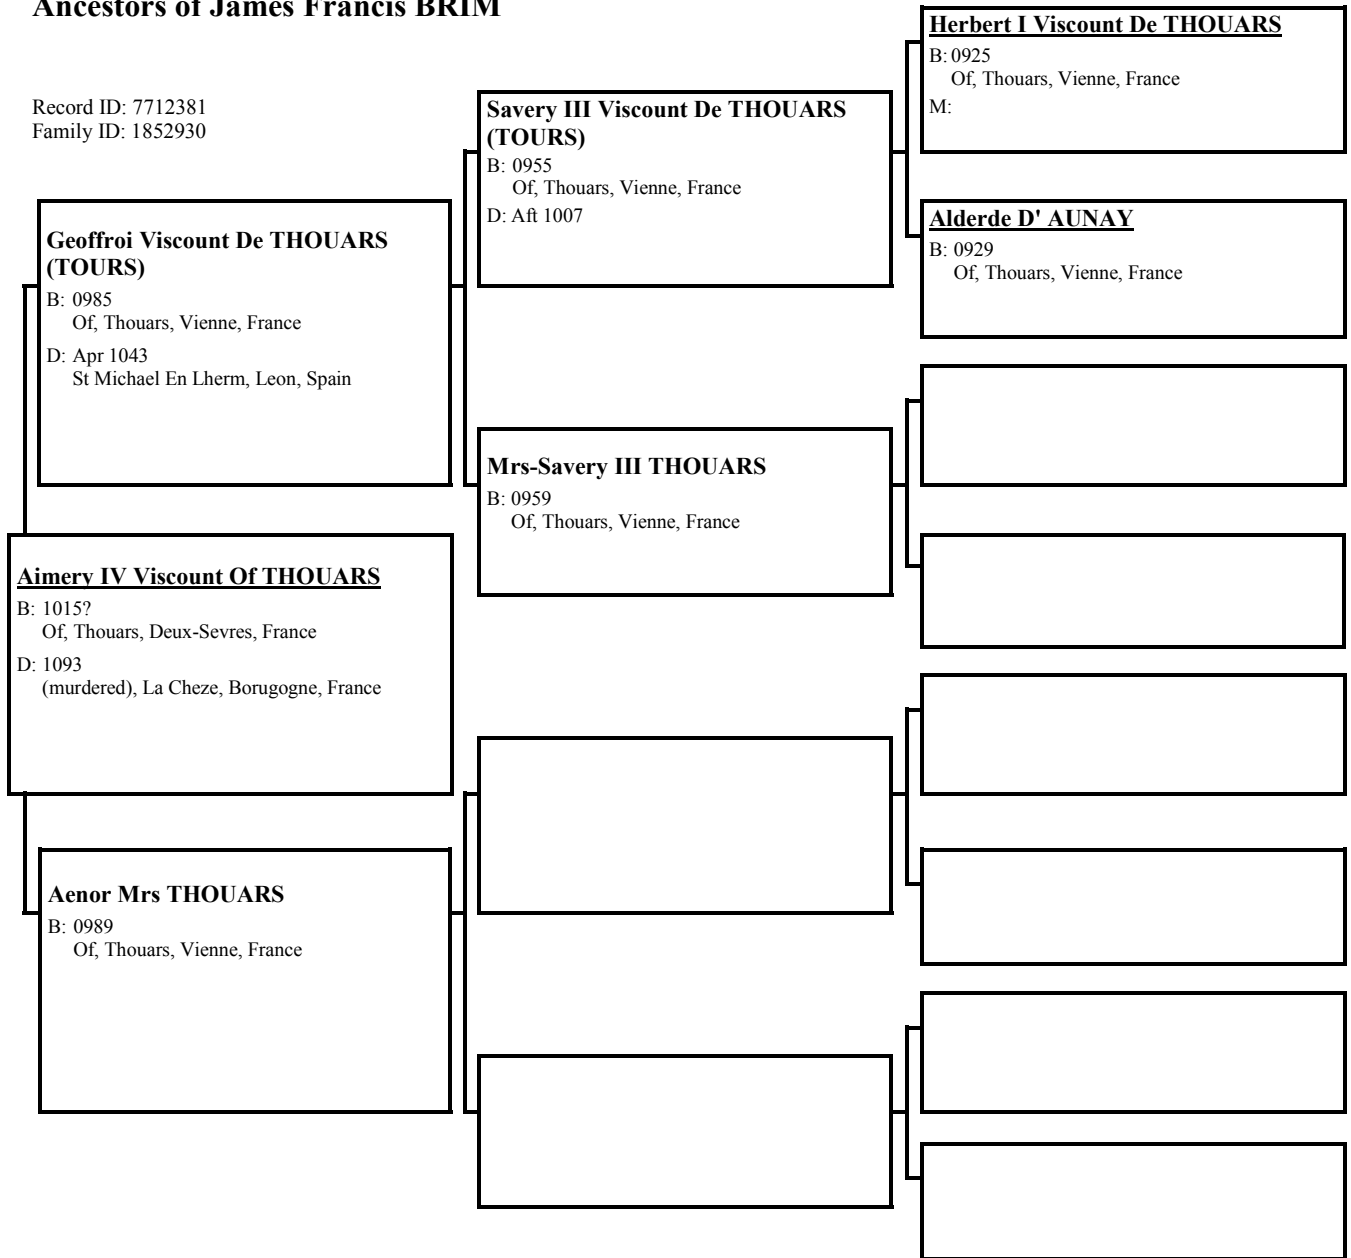 Ancestors of James Francis BRIM
Record ID: 7712381
Family ID: 1852930
Geoffroi Viscount De THOUARS
(TOURS)
B: 0985
Of, Thouars, Vienne, France
D: Apr 1043
St Michael En Lherm, Leon, Spain
Aimery IV Viscount Of THOUARS
B: 1015?
Of, Thouars, Deux-Sevres, France
D: 1093
(murdered), La Cheze, Borugogne, France
Aenor Mrs THOUARS
B: 0989
Of, Thouars, Vienne, France
Savery III Viscount De THOUARS
(TOURS)
B: 0955
Of, Thouars, Vienne, France
D: Aft 1007
Mrs-Savery III THOUARS
B: 0959
Of, Thouars, Vienne, France
Herbert I Viscount De THOUARS
B: 0925
Of, Thouars, Vienne, France
M:
Alderde D' AUNAY
B: 0929
Of, Thouars, Vienne, France